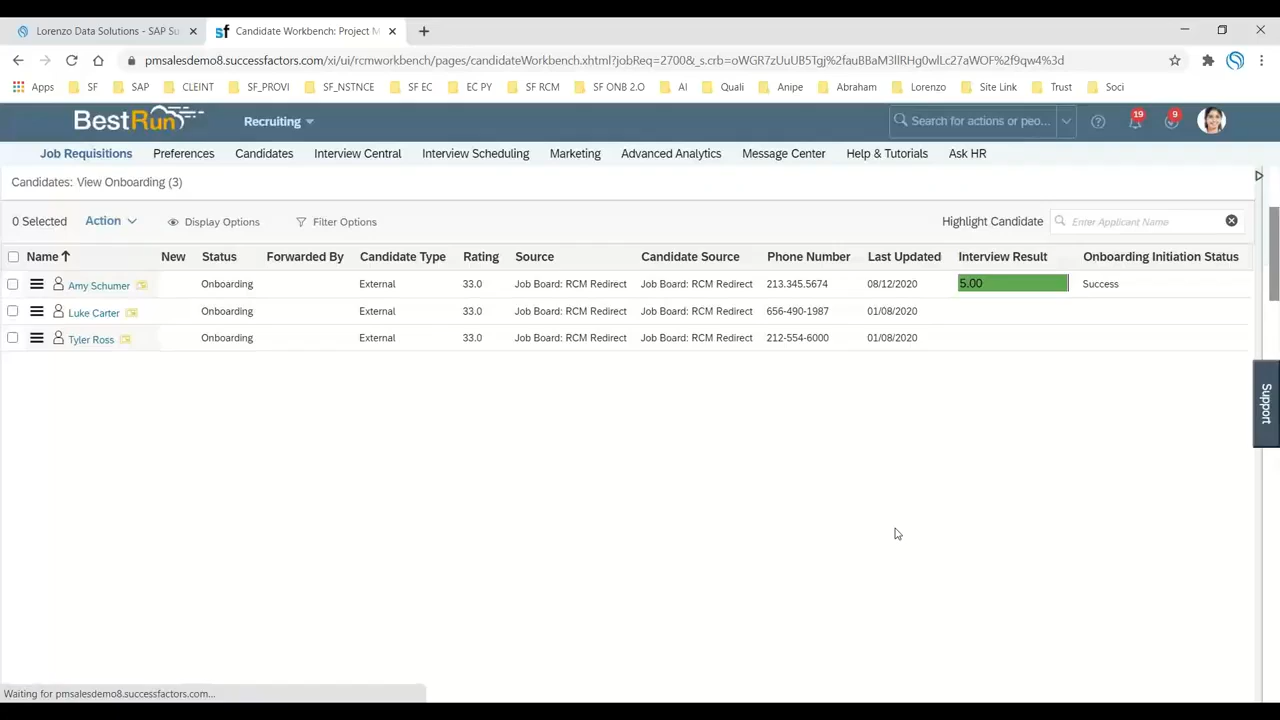 Lorenzo Data Solutions - SAP Su
Candidate Workbench: Project M
pmsalesdemo8.successfactors.com/xi/ui/rcmworkbench/pages/candidateWorkbench.xhtml?jobReq=2700&_s.crb=oWGR7zUuUB5Tgj%2fauBBaM3llRHg0wlLc27aWOF%2f9qw4%3d
Apps SF SAP CLEINT SF_PROVI SF_NSTNCE SF EC EC PY SF RCM SF ONB 2.O AI Quali Anipe Abraham Lorenzo Site Link Trust Soci
BestRun Recruiting Search for actions or peo... 19 9
Job Requisitions Preferences Candidates Interview Central Interview Scheduling Marketing Advanced Analytics Message Center Help & Tutorials Ask HR
Candidates: View Onboarding (3)
0 Selected Action Display Options Filter Options Highlight Candidate Enter Applicant Name
Name New Status Forwarded By Candidate Type Rating Source Candidate Source Phone Number Last Updated Interview Result Onboarding Initiation Status
Amy Schumer Onboarding External 33.0 Job Board: RCM Redirect Job Board: RCM Redirect 213.345.5674 08/12/2020 5.00 Success
Luke Carter Onboarding External 33.0 Job Board: RCM Redirect Job Board: RCM Redirect 656-490-1987 01/08/2020
Tyler Ross Onboarding External 33.0 Job Board: RCM Redirect Job Board: RCM Redirect 212-554-6000 01/08/2020
Support
Waiting for pmsalesdemo8.successfactors.com...